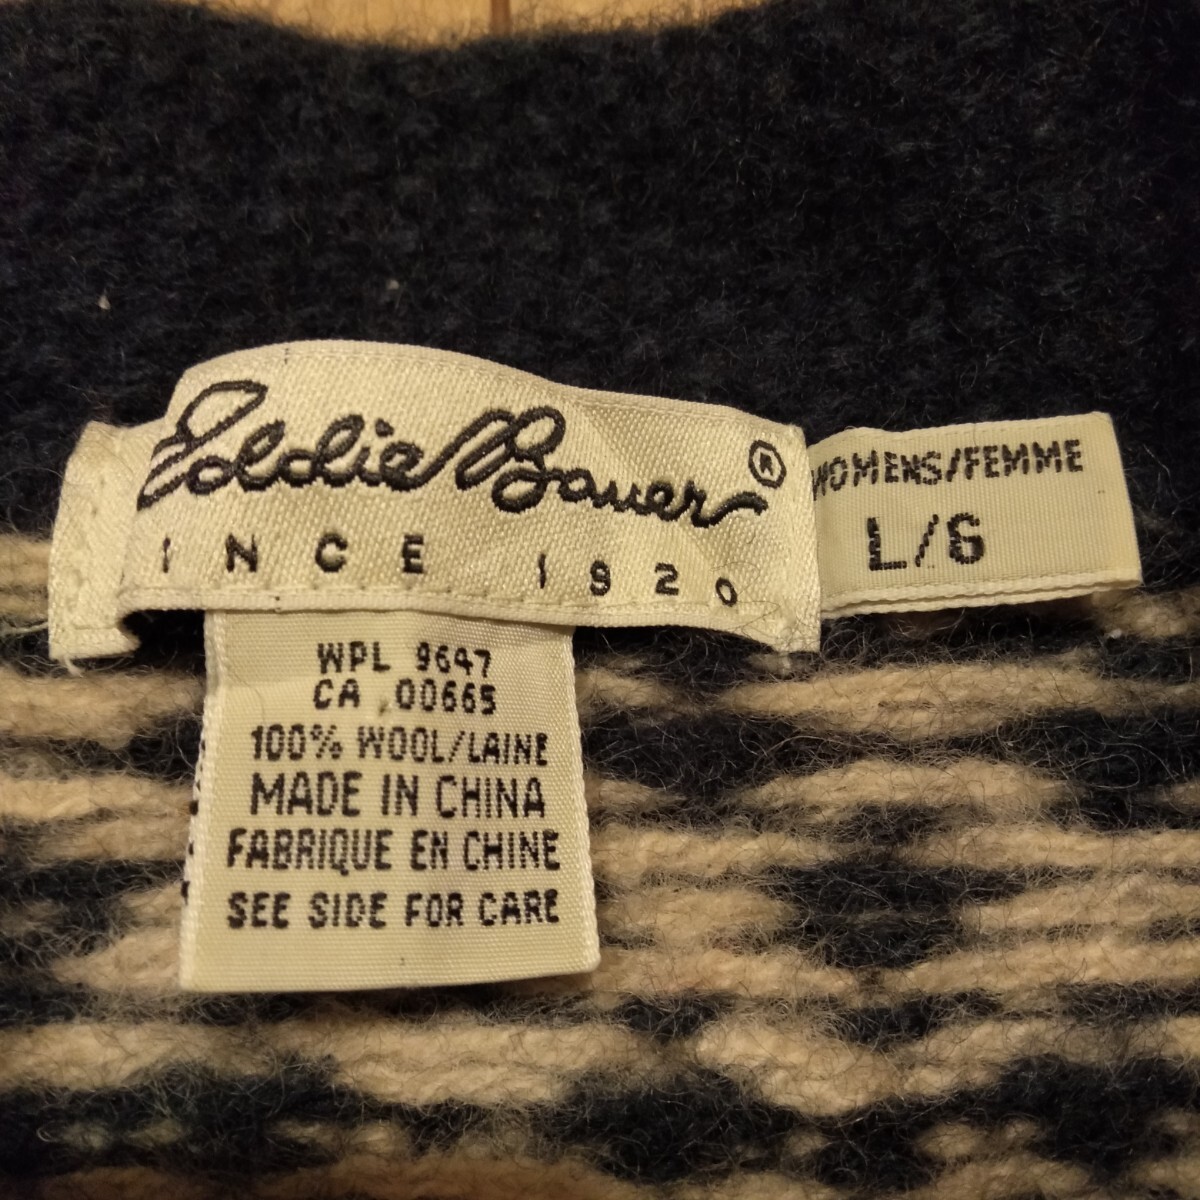 Eddie Bauer ®
SINCE 1920
WOMENS/FEMME
L/G
WPL 9647
CA 00665
100% WOOL/LAINE
MADE IN CHINA
FABRIQUE EN CHINE
SEE SIDE FOR CARE